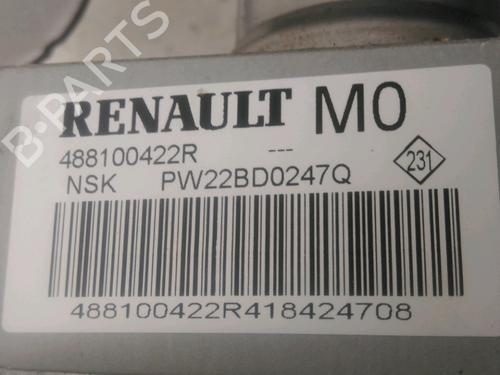 B-PARTS
RENAULT M0
488100422R ---
231
NSK PW22BD0247Q
488100422R418424708